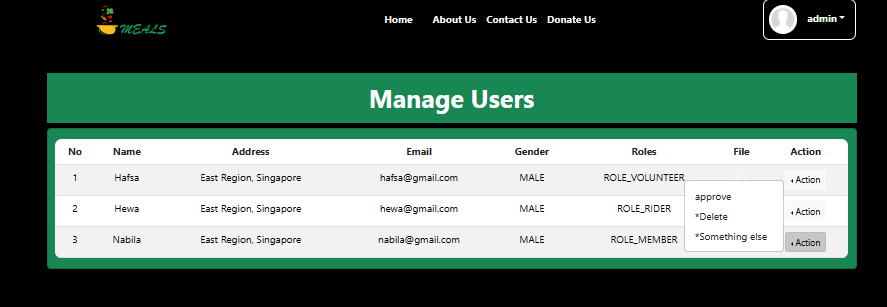 MEALS
Home About Us Contact Us Donate Us admin
Manage Users
No Name Address Email Gender Roles File Action
1 Hafsa East Region, Singapore hafsa@gmail.com MALE ROLE_VOLUNTEER Action
approve
2 Hewa East Region, Singapore hewa@gmail.com MALE ROLE_RIDER Action
*Delete
3 Nabila East Region, Singapore nabila@gmail.com MALE ROLE_MEMBER Action
*Something else